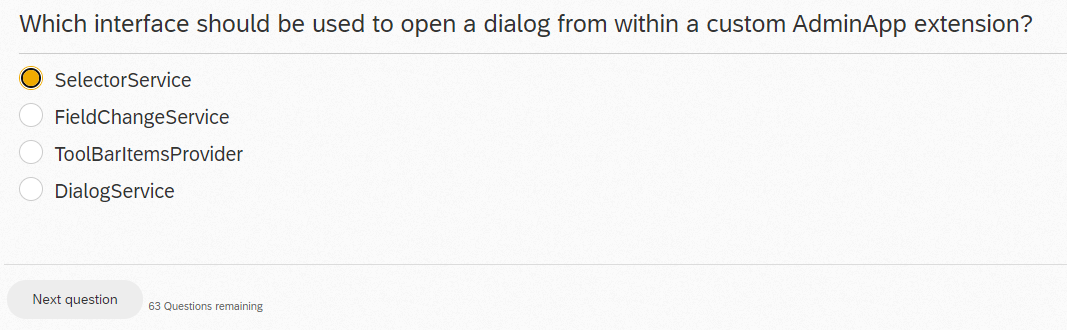 Which interface should be used to open a dialog from within a custom AdminApp extension?
SelectorService
FieldChangeService
ToolBarItemsProvider
DialogService
Next question
63 Questions remaining